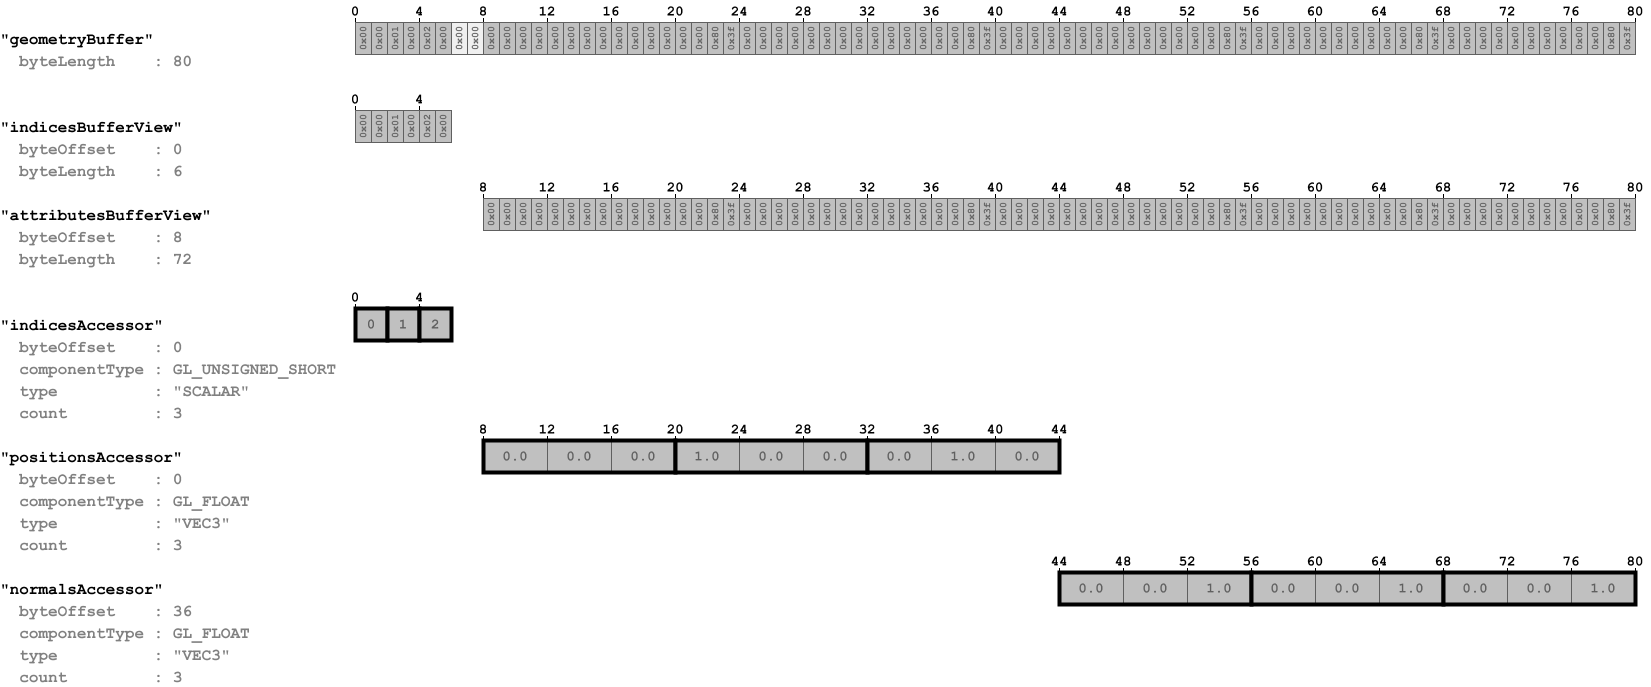 0 4 8 12 16 20 24 28 32 36 40 44 48 52 56 60 64 68 72 76 80
"geometryBuffer"
0x00 0x00 0x01 0x00 0x02 0x00 0x00 0x00 0x00 0x00 0x00 0x00 0x00 0x00 0x00 0x00 0x00 0x00 0x00 0x00 0x00 0x00 0x80 0x3f 0x00 0x00 0x00 0x00 0x00 0x00 0x00 0x00 0x00 0x00 0x00 0x00 0x00 0x00 0x80 0x3f 0x00 0x00 0x00 0x00 0x00 0x00 0x00 0x00 0x00 0x00 0x00 0x00 0x00 0x00 0x80 0x3f 0x00 0x00 0x00 0x00 0x00 0x00 0x00 0x00 0x00 0x00 0x80 0x3f 0x00 0x00 0x00 0x00 0x00 0x00 0x00 0x00 0x00 0x00 0x80 0x3f
byteLength : 80
0 4
"indicesBufferView"
0x00 0x00 0x01 0x00 0x02 0x00
byteOffset : 0
byteLength : 6
8 12 16 20 24 28 32 36 40 44 48 52 56 60 64 68 72 76 80
"attributesBufferView"
0x00 0x00 0x00 0x00 0x00 0x00 0x00 0x00 0x00 0x00 0x00 0x00 0x00 0x00 0x80 0x3f 0x00 0x00 0x00 0x00 0x00 0x00 0x00 0x00 0x00 0x00 0x00 0x00 0x00 0x00 0x80 0x3f 0x00 0x00 0x00 0x00 0x00 0x00 0x00 0x00 0x00 0x00 0x00 0x00 0x00 0x00 0x80 0x3f 0x00 0x00 0x00 0x00 0x00 0x00 0x00 0x00 0x00 0x00 0x80 0x3f 0x00 0x00 0x00 0x00 0x00 0x00 0x00 0x00 0x00 0x00 0x80 0x3f
byteOffset : 8
byteLength : 72
0 4
"indicesAccessor"
0 1 2
byteOffset : 0
componentType : GL_UNSIGNED_SHORT
type : "SCALAR"
count : 3
8 12 16 20 24 28 32 36 40 44
"positionsAccessor"
0.0 0.0 0.0 1.0 0.0 0.0 0.0 1.0 0.0
byteOffset : 0
componentType : GL_FLOAT
type : "VEC3"
count : 3
44 48 52 56 60 64 68 72 76 80
"normalsAccessor"
0.0 0.0 1.0 0.0 0.0 1.0 0.0 0.0 1.0
byteOffset : 36
componentType : GL_FLOAT
type : "VEC3"
count : 3